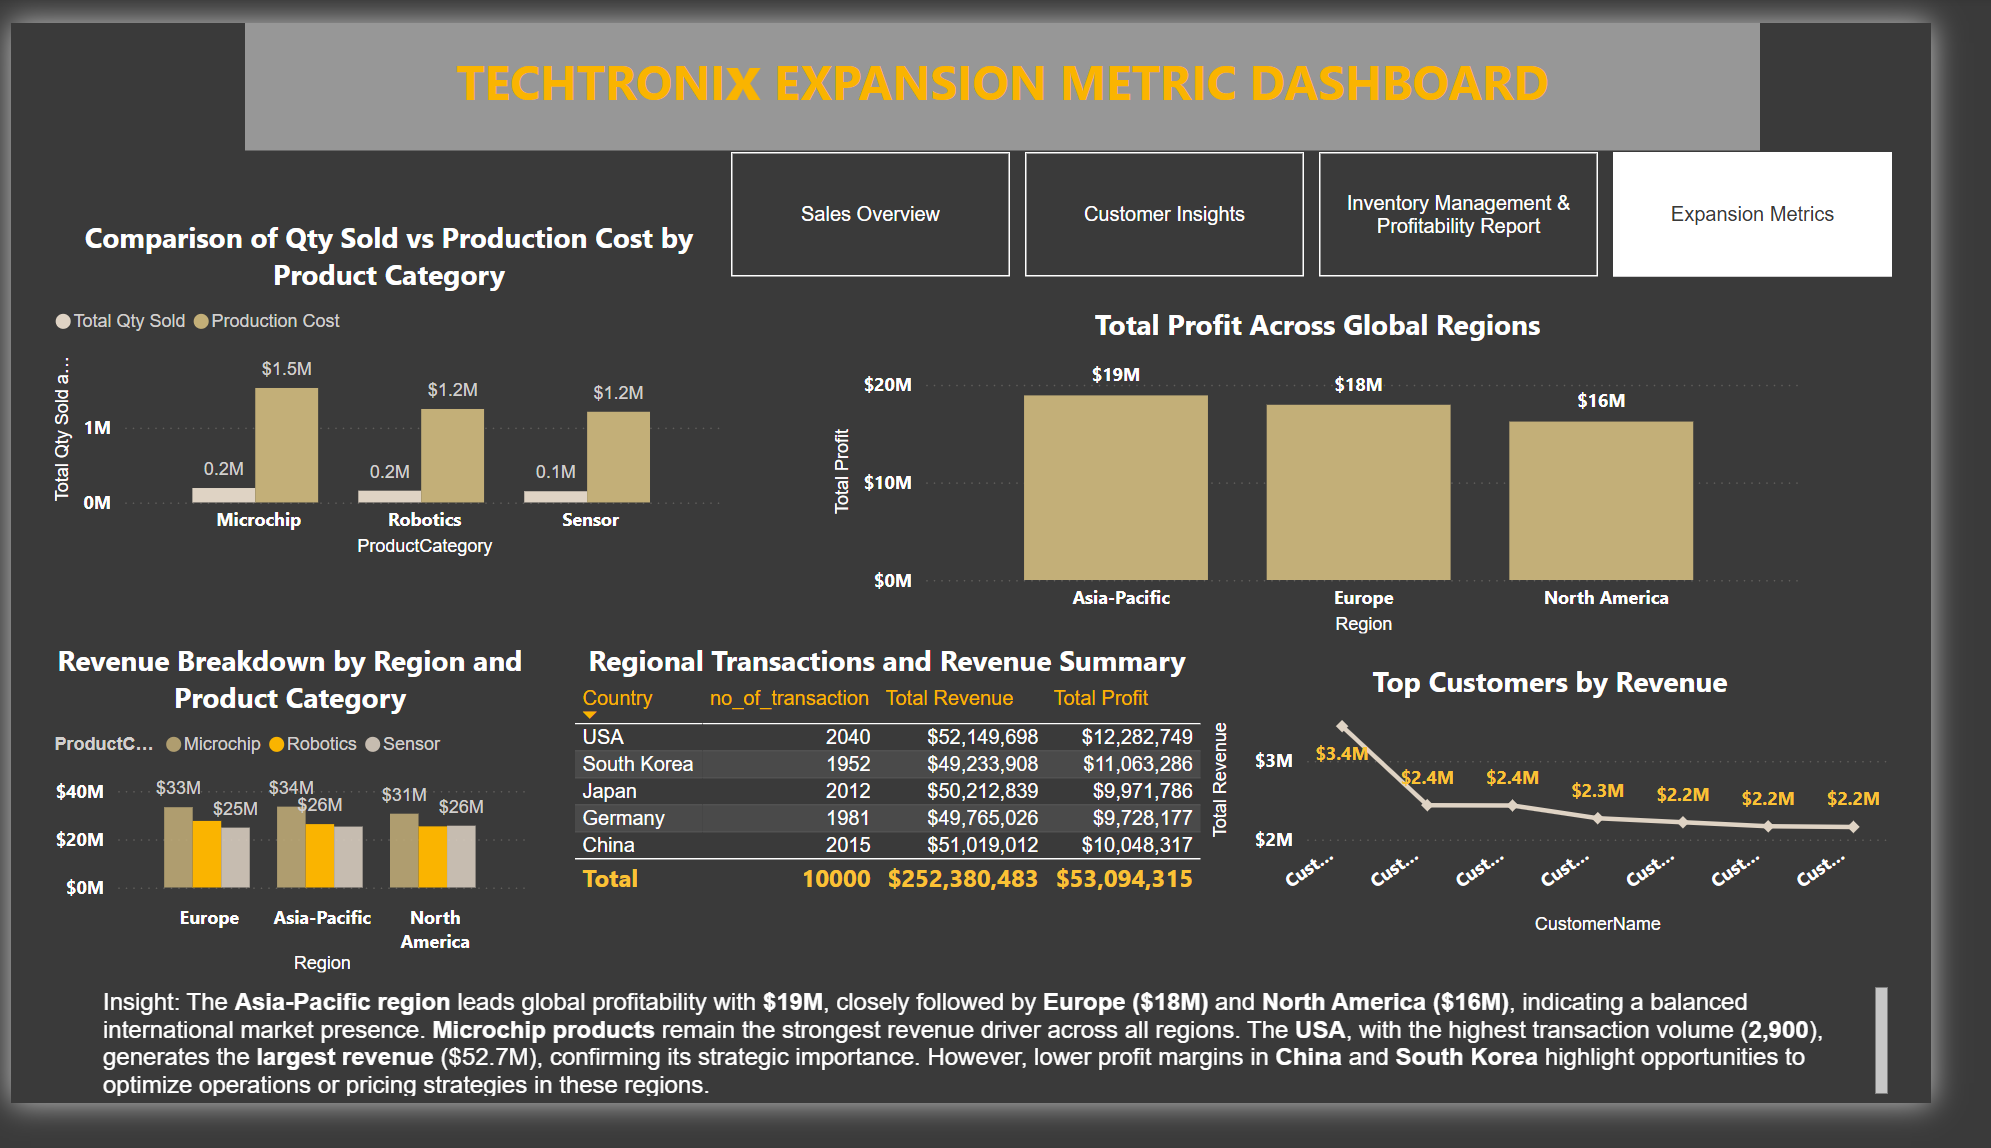 TECHTRONIX EXPANSION METRIC DASHBOARD
Sales Overview
Customer Insights
Inventory Management &
Profitability Report
Expansion Metrics
Comparison of Qty Sold vs Production Cost by
Product Category
Total Qty Sold Production Cost
Total Qty Sold a...
1M
0M
0.2M
$1.5M
0.2M
$1.2M
0.1M
$1.2M
Microchip Robotics Sensor
ProductCategory
Total Profit Across Global Regions
Total Profit
$20M
$10M
$0M
$19M
$18M
$16M
Asia-Pacific Europe North America
Region
Revenue Breakdown by Region and
Product Category
ProductC... Microchip Robotics Sensor
$40M
$20M
$0M
$33M
$25M
$34M
$26M
$31M
$26M
Europe Asia-Pacific North
America
Region
Regional Transactions and Revenue Summary
Country no_of_transaction Total Revenue Total Profit
USA 2040 $52,149,698 $12,282,749
South Korea 1952 $49,233,908 $11,063,286
Japan 2012 $50,212,839 $9,971,786
Germany 1981 $49,765,026 $9,728,177
China 2015 $51,019,012 $10,048,317
Total 10000 $252,380,483 $53,094,315
Top Customers by Revenue
Total Revenue
$3M
$2M
$3.4M
$2.4M
$2.4M
$2.3M
$2.2M
$2.2M
$2.2M
Cust... Cust... Cust... Cust... Cust... Cust... Cust...
CustomerName
Insight: The Asia-Pacific region leads global profitability with $19M, closely followed by Europe ($18M) and North America ($16M), indicating a balanced
international market presence. Microchip products remain the strongest revenue driver across all regions. The USA, with the highest transaction volume (2,900),
generates the largest revenue ($52.7M), confirming its strategic importance. However, lower profit margins in China and South Korea highlight opportunities to
optimize operations or pricing strategies in these regions.